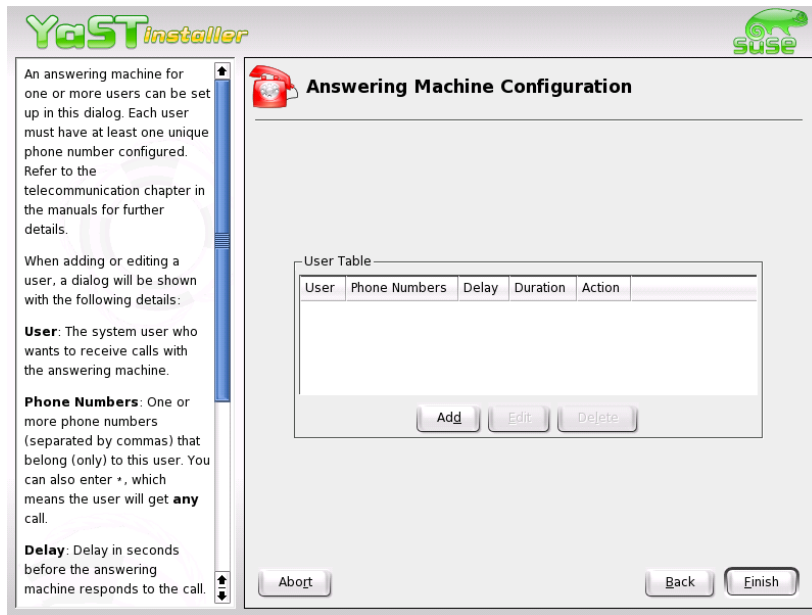 YaST installer
SUSE
An answering machine for
one or more users can be set
up in this dialog. Each user
must have at least one unique
phone number configured.
Refer to the
telecommunication chapter in
the manuals for further
details.
When adding or editing a
user, a dialog will be shown
with the following details:
User: The system user who
wants to receive calls with
the answering machine.
Phone Numbers: One or
more phone numbers
(separated by commas) that
belong (only) to this user. You
can also enter *, which
means the user will get any
call.
Delay: Delay in seconds
before the answering
machine responds to the call.
Answering Machine Configuration
User Table
User Phone Numbers Delay Duration Action
Add Edit Delete
Abort Back Finish